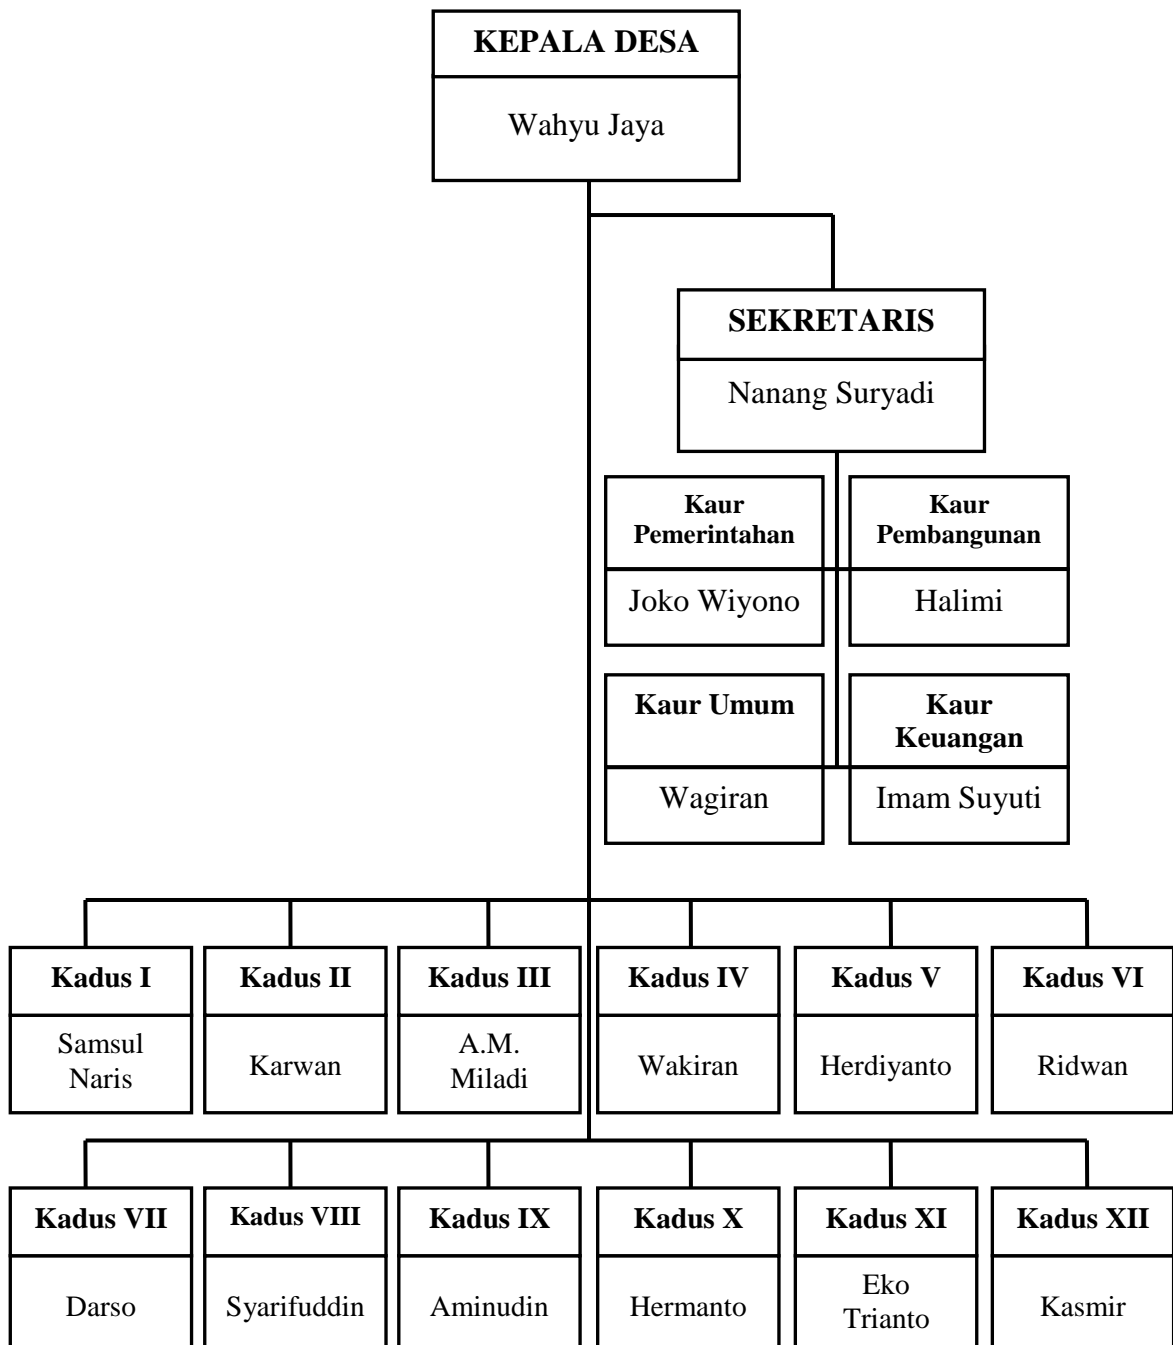 KEPALA DESA
Wahyu Jaya
SEKRETARIS
Nanang Suryadi
Kaur
Pemerintahan
Joko Wiyono
Kaur
Pembangunan
Halimi
Kaur Umum
Wagiran
Kaur
Keuangan
Imam Suyuti
Kadus I
Samsul
Naris
Kadus II
Karwan
Kadus III
A.M.
Miladi
Kadus IV
Wakiran
Kadus V
Herdiyanto
Kadus VI
Ridwan
Kadus VII
Darso
Kadus VIII
Syarifuddin
Kadus IX
Aminudin
Kadus X
Hermanto
Kadus XI
Eko
Trianto
Kadus XII
Kasmir